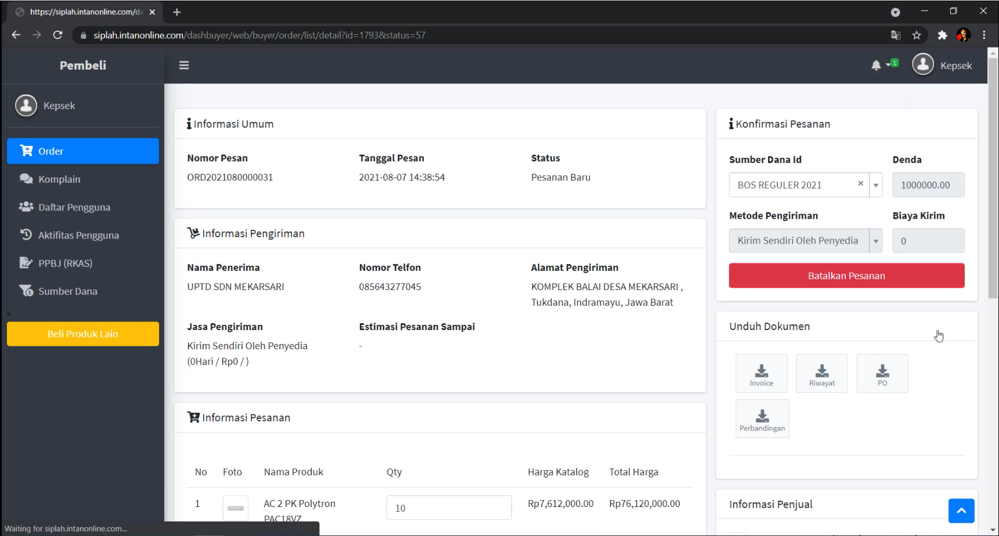 https://siplah.intanonline.com/da
siplah.intanonline.com/dashbuyer/web/buyer/order/list/detail?id=1793&status=57
Pembeli
1
Kepsek
Kepsek
Order
Komplain
Daftar Pengguna
Aktifitas Pengguna
PPBJ (RKAS)
Sumber Dana
Beli Produk Lain
Informasi Umum
Nomor Pesan
Tanggal Pesan
Status
ORD2021080000031
2021-08-07 14:38:54
Pesanan Baru
Informasi Pengiriman
Nama Penerima
Nomor Telfon
Alamat Pengiriman
UPTD SDN MEKARSARI
085643277045
KOMPLEK BALAI DESA MEKARSARI ,
Tukdana, Indramayu, Jawa Barat
Jasa Pengiriman
Estimasi Pesanan Sampai
Kirim Sendiri Oleh Penyedia
-
(0Hari / Rp0 / )
Informasi Pesanan
No
Foto
Nama Produk
Qty
Harga Katalog
Total Harga
1
AC 2 PK Polytron
PAC18VZ
10
Rp7,612,000.00
Rp76,120,000.00
Konfirmasi Pesanan
Sumber Dana Id
Denda
BOS REGULER 2021
1000000.00
Metode Pengiriman
Biaya Kirim
Kirim Sendiri Oleh Penyedia
0
Batalkan Pesanan
Unduh Dokumen
Invoice
Riwayat
PO
Perbandingan
Informasi Penjual
Waiting for siplah.intanonline.com...